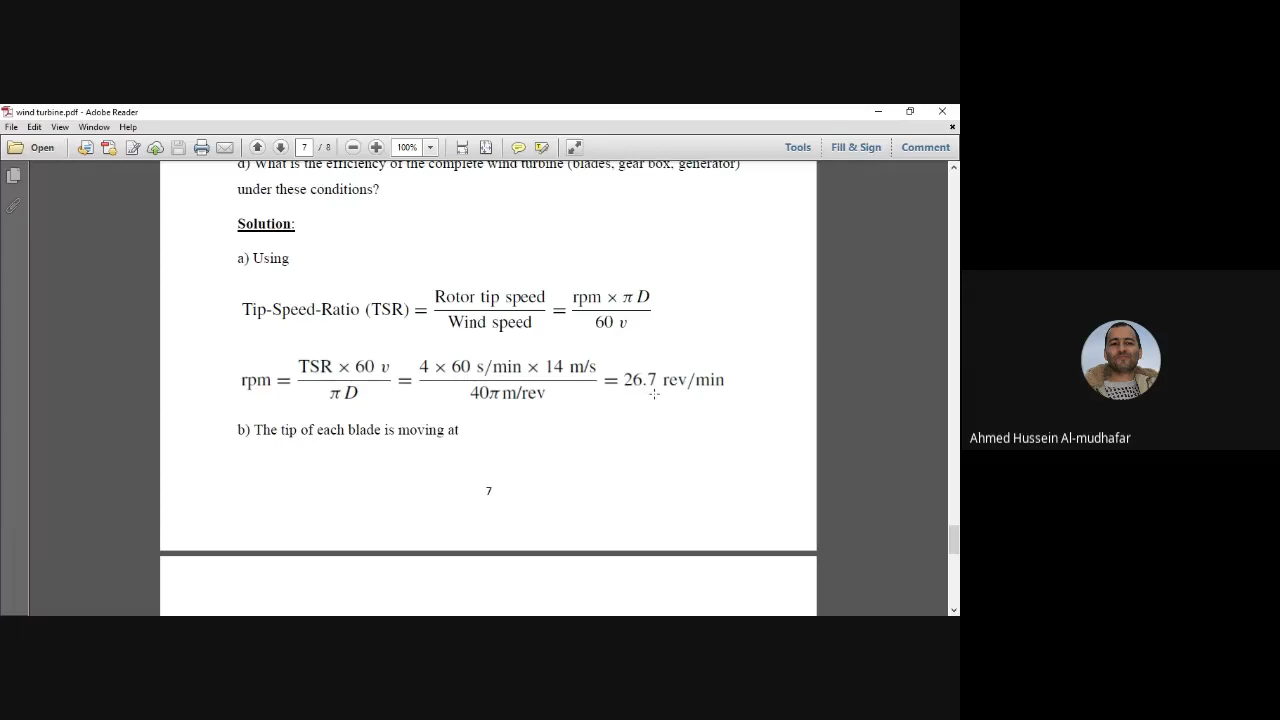 wind turbine.pdf - Adobe Reader
File Edit View Window Help
Open 7 / 8 100% Tools Fill & Sign Comment
d) What is the efficiency of the complete wind turbine (blades, gear box, generator)
under these conditions?
Solution:
a) Using
Tip-Speed-Ratio (TSR) = Rotor tip speed / Wind speed = rpm × π D / 60 v
rpm = TSR × 60 v / π D = 4 × 60 s/min × 14 m/s / 40π m/rev = 26.7 rev/min
b) The tip of each blade is moving at
7
Ahmed Hussein Al-mudhafar